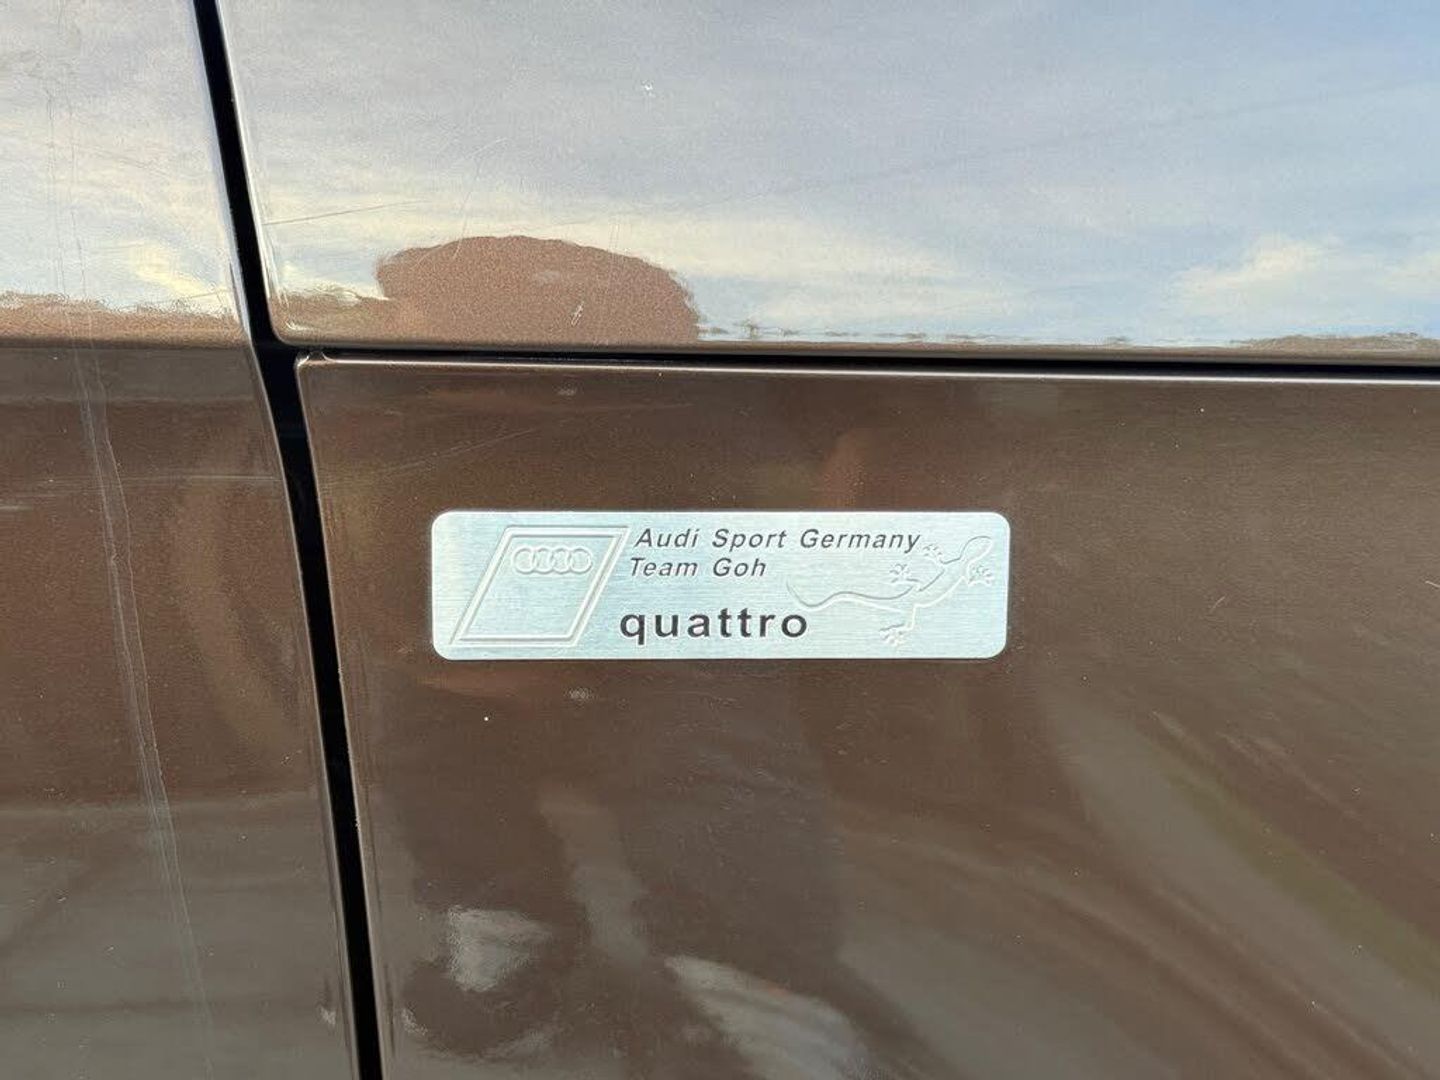 Audi Sport Germany
Team Goh
quattro